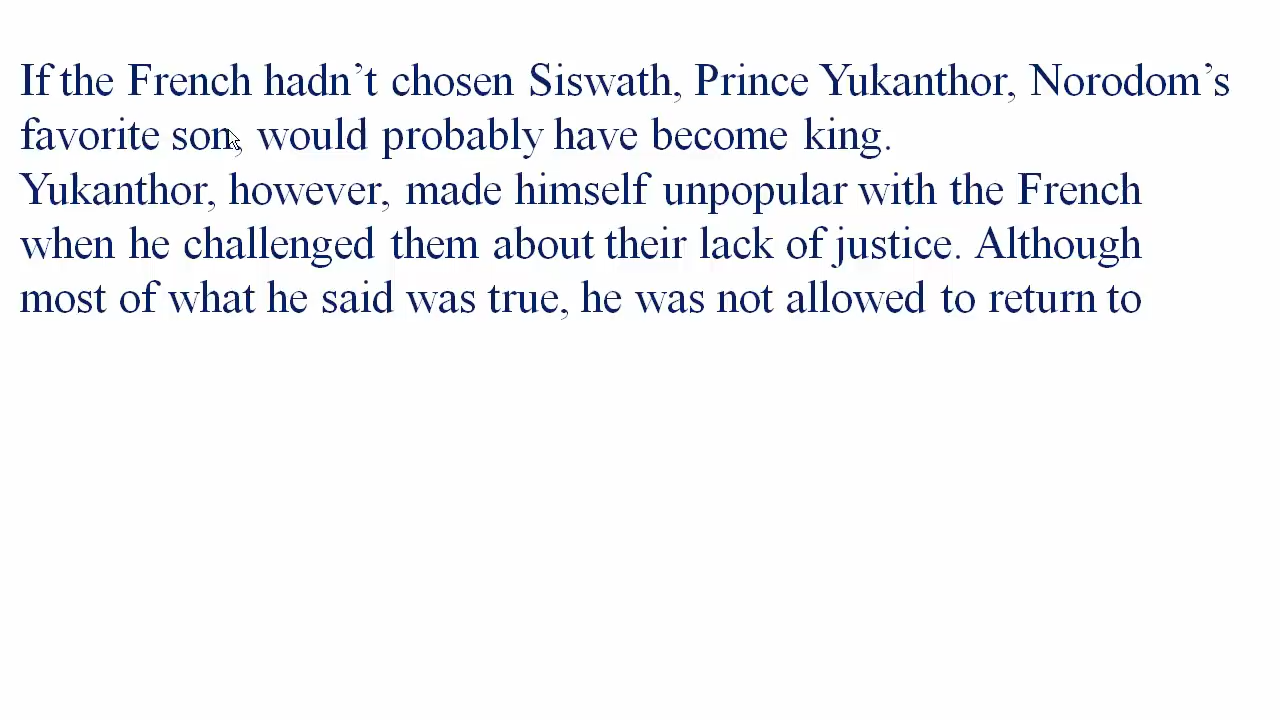 If the French hadn’t chosen Siswath, Prince Yukanthor, Norodom’s
favorite son, would probably have become king.
Yukanthor, however, made himself unpopular with the French
when he challenged them about their lack of justice. Although
most of what he said was true, he was not allowed to return to